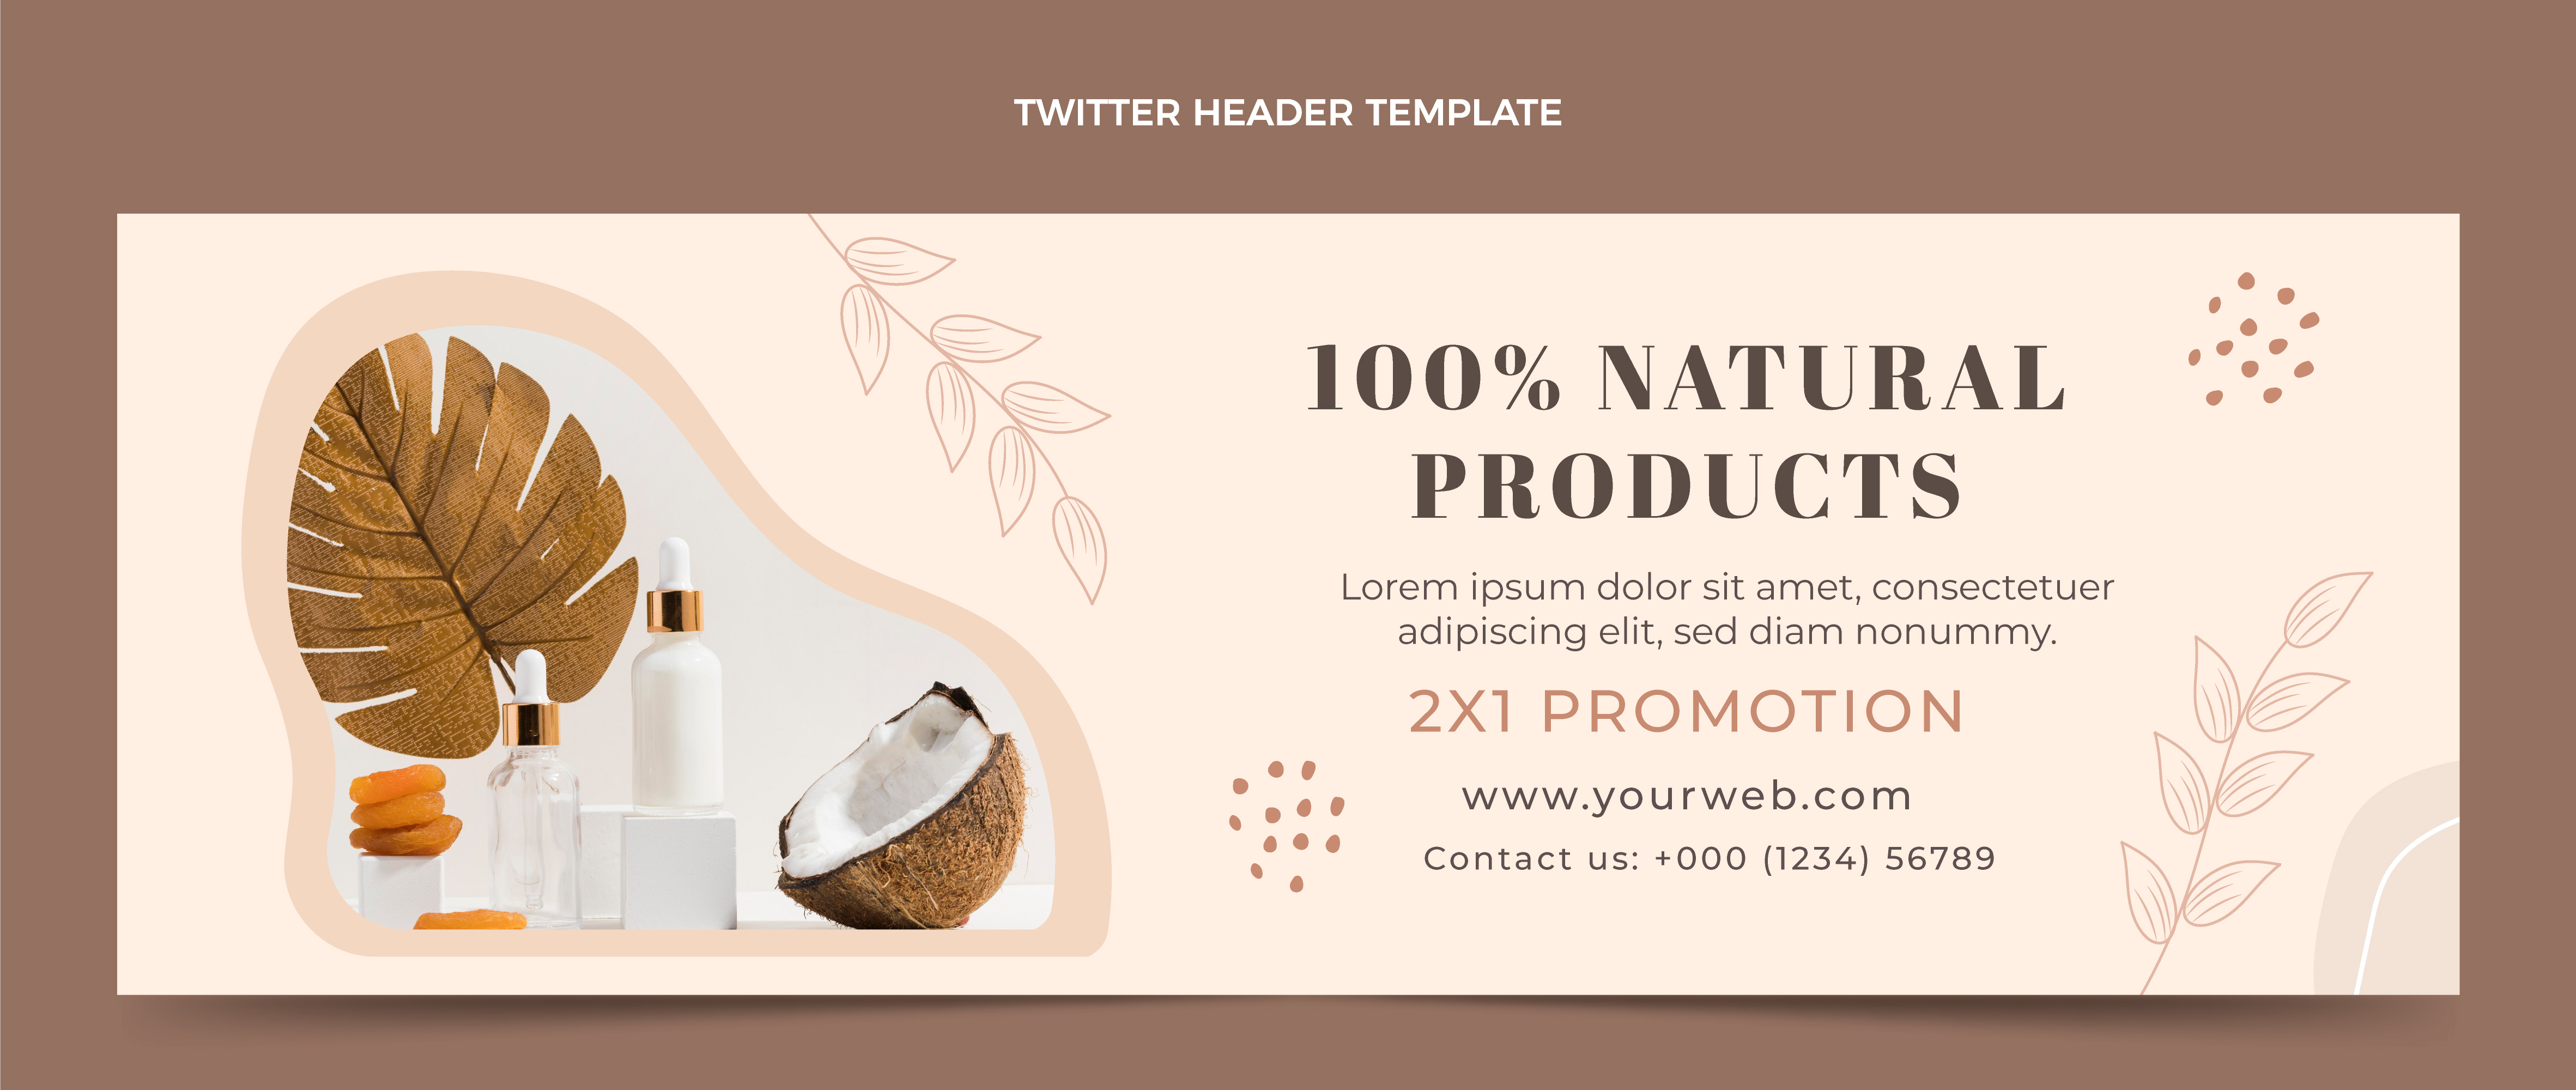 TWITTER HEADER TEMPLATE
100% NATURAL
PRODUCTS
Lorem ipsum dolor sit amet, consectetuer
adipiscing elit, sed diam nonummy.
2X1 PROMOTION
www.yourweb.com
Contact us: +000 (1234) 56789